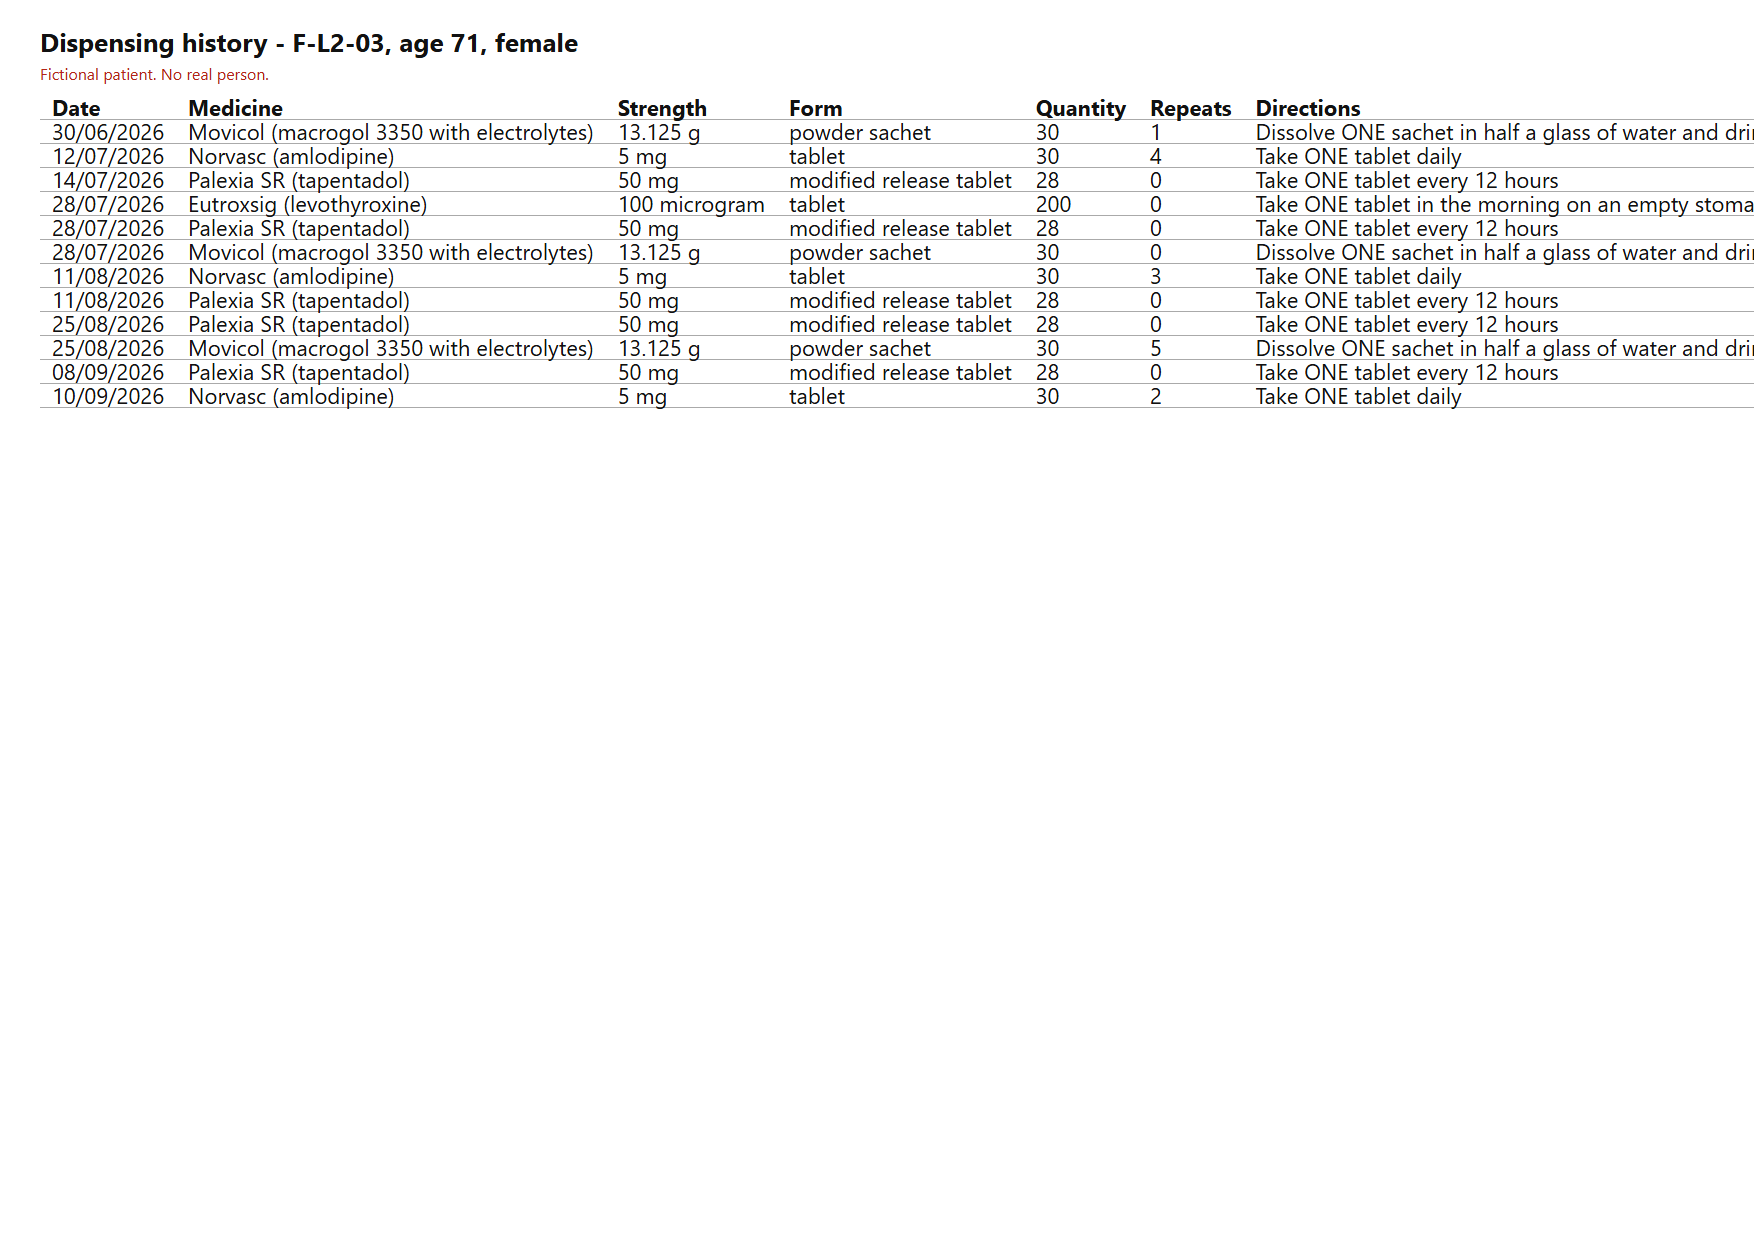 Dispensing history - F-L2-03, age 71, female
Fictional patient. No real person.
Date Medicine Strength Form Quantity Repeats Directions
30/06/2026 Movicol (macrogol 3350 with electrolytes) 13.125 g powder sachet 30 1 Dissolve ONE sachet in half a glass of water and
12/07/2026 Norvasc (amlodipine) 5 mg tablet 30 4 Take ONE tablet daily
14/07/2026 Palexia SR (tapentadol) 50 mg modified release tablet 28 0 Take ONE tablet every 12 hours
28/07/2026 Eutroxsig (levothyroxine) 100 microgram tablet 200 0 Take ONE tablet in the morning on an empty
28/07/2026 Palexia SR (tapentadol) 50 mg modified release tablet 28 0 Take ONE tablet every 12 hours
28/07/2026 Movicol (macrogol 3350 with electrolytes) 13.125 g powder sachet 30 0 Dissolve ONE sachet in half a glass of water and
11/08/2026 Norvasc (amlodipine) 5 mg tablet 30 3 Take ONE tablet daily
11/08/2026 Palexia SR (tapentadol) 50 mg modified release tablet 28 0 Take ONE tablet every 12 hours
25/08/2026 Palexia SR (tapentadol) 50 mg modified release tablet 28 0 Take ONE tablet every 12 hours
25/08/2026 Movicol (macrogol 3350 with electrolytes) 13.125 g powder sachet 30 5 Dissolve ONE sachet in half a glass of water and
08/09/2026 Palexia SR (tapentadol) 50 mg modified release tablet 28 0 Take ONE tablet every 12 hours
10/09/2026 Norvasc (amlodipine) 5 mg tablet 30 2 Take ONE tablet daily